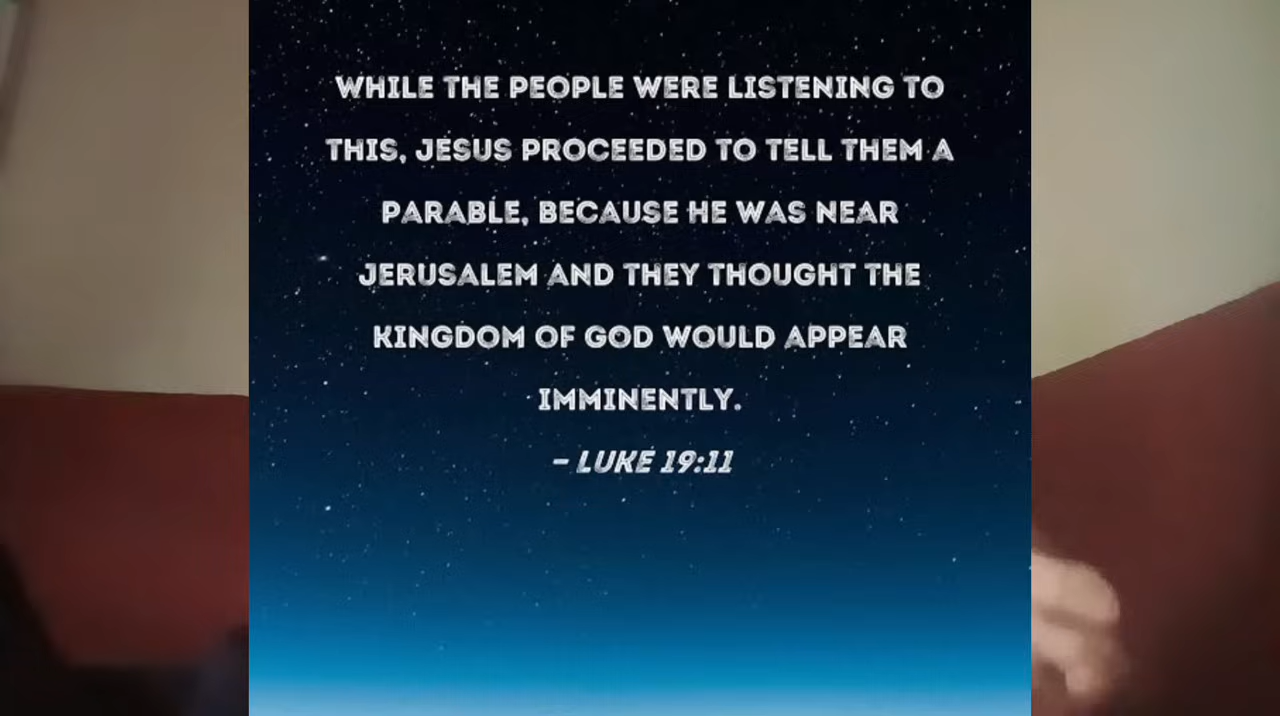 WHILE THE PEOPLE WERE LISTENING TO
THIS, JESUS PROCEEDED TO TELL THEM A
PARABLE, BECAUSE HE WAS NEAR
JERUSALEM AND THEY THOUGHT THE
KINGDOM OF GOD WOULD APPEAR
IMMINENTLY.
– LUKE 19:11